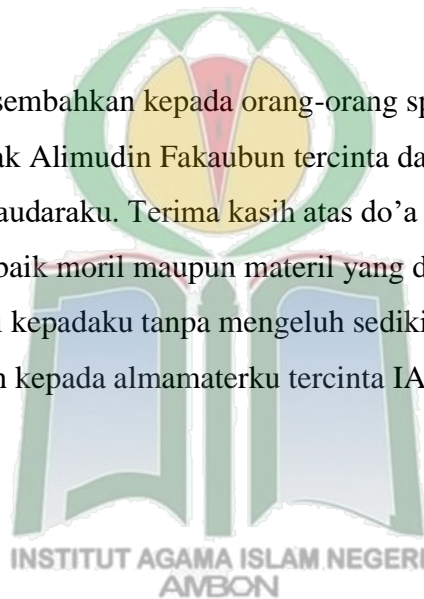 sembahkan kepada orang-orang sp
ak Alimudin Fakaubun tercinta da
audaraku. Terima kasih atas do’a
baik moril maupun materil yang d
i kepadaku tanpa mengeluh sediki
n kepada almamaterku tercinta IA
INSTITUT AGAMA ISLAM NEGERI
AMBON